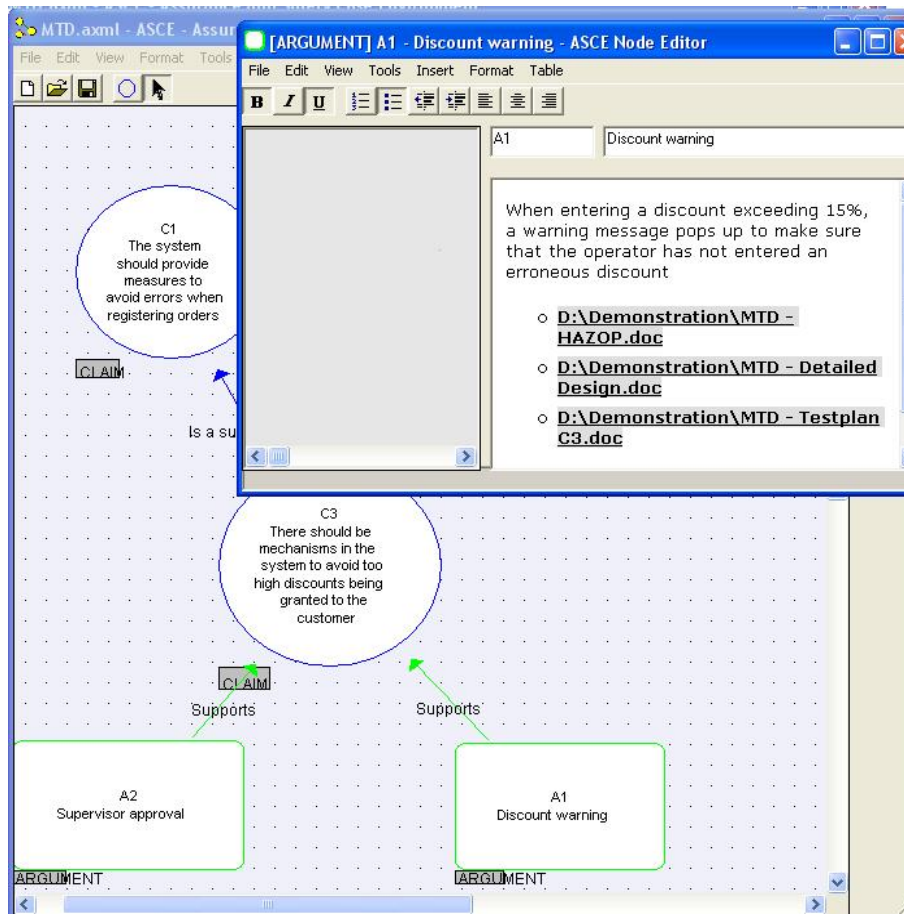 MTD.axml - ASCE - Assur
File Edit View Format Tools
[ARGUMENT] A1 - Discount warning - ASCE Node Editor
File Edit View Tools Insert Format Table
B I U
A1 Discount warning
When entering a discount exceeding 15%,
a warning message pops up to make sure
that the operator has not entered an
erroneous discount
D:\Demonstration\MTD -
HAZOP.doc
D:\Demonstration\MTD - Detailed
Design.doc
D:\Demonstration\MTD - Testplan
C3.doc
C1
The system
should provide
measures to
avoid errors when
registering orders
CLAIM
Is a su
C3
There should be
mechanisms in the
system to avoid too
high discounts being
granted to the
customer
CLAIM
Supports
Supports
A2
Supervisor approval
A1
Discount warning
ARGUMENT
ARGUMENT